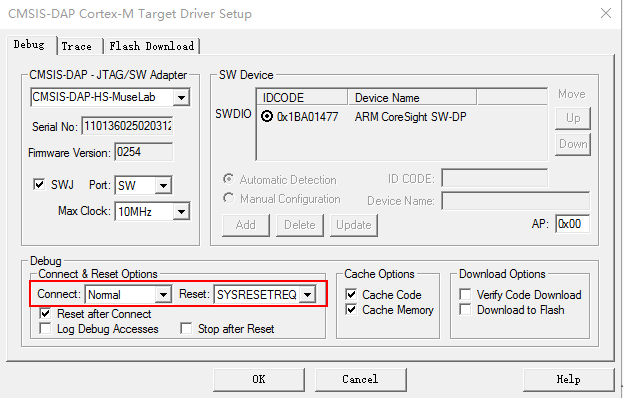 CMSIS-DAP Cortex-M Target Driver Setup
Debug Trace Flash Download
CMSIS-DAP - JTAG/SW Adapter
CMSIS-DAP-HS-MuseLab
Serial No: 110136025020312
Firmware Version: 0254
SWJ Port: SW
Max Clock: 10MHz
SW Device
IDCODE Device Name
SWDIO 0x1BA01477 ARM CoreSight SW-DP
Move
Up
Down
Automatic Detection ID CODE:
Manual Configuration Device Name:
Add Delete Update AP: 0x00
Debug
Connect & Reset Options
Connect: Normal Reset: SYSRESETREQ
Reset after Connect
Log Debug Accesses Stop after Reset
Cache Options
Cache Code
Cache Memory
Download Options
Verify Code Download
Download to Flash
OK Cancel Help